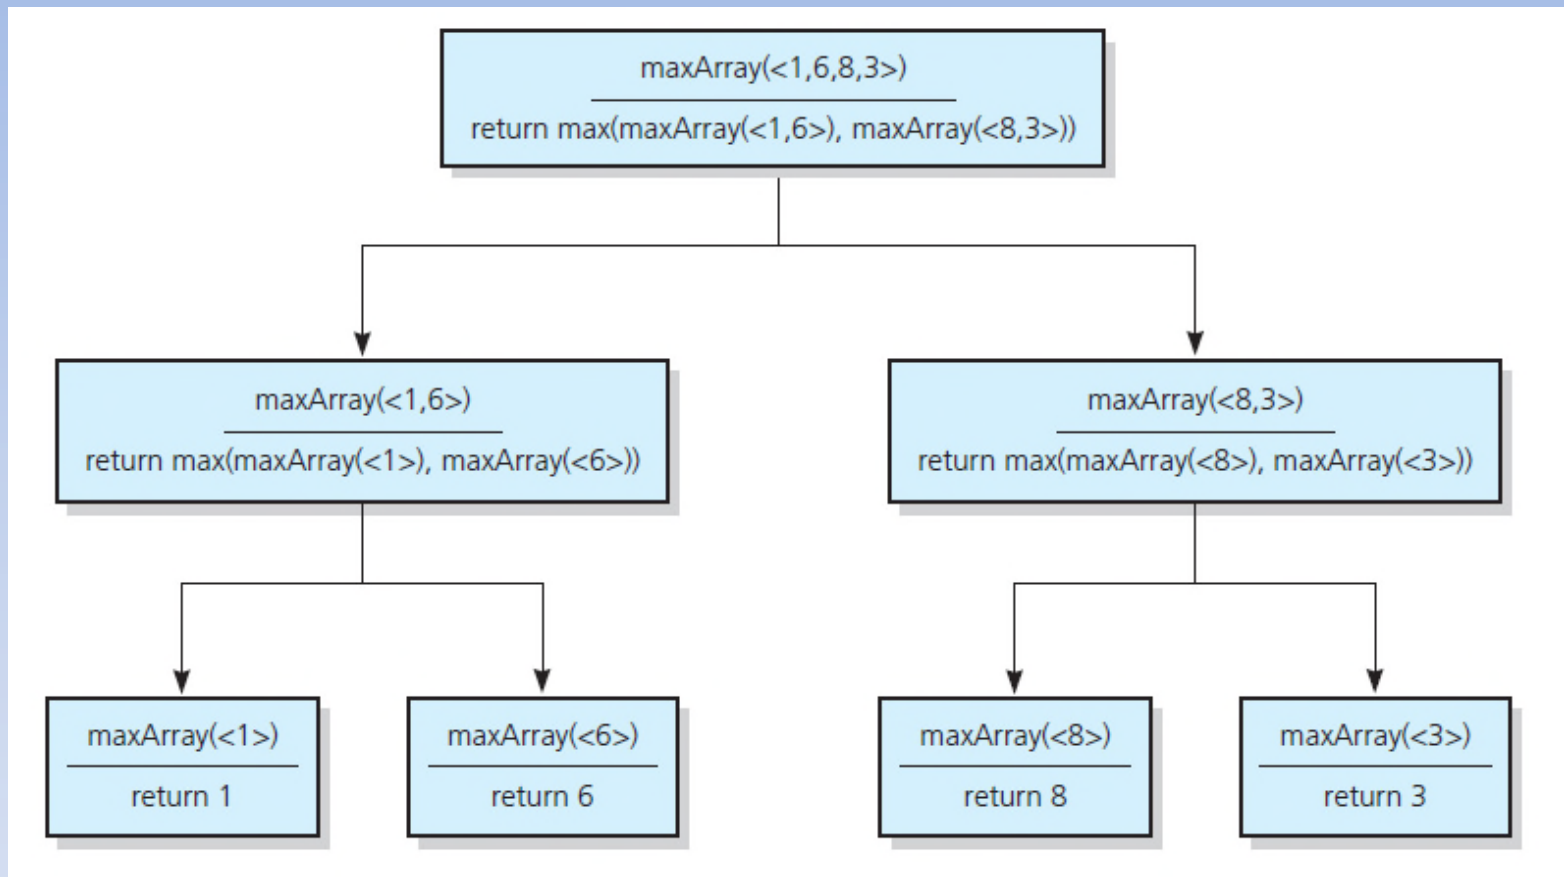 maxArray(<1,6,8,3>)
return max(maxArray(<1,6>), maxArray(<8,3>))
maxArray(<1,6>)
return max(maxArray(<1>), maxArray(<6>))
maxArray(<8,3>)
return max(maxArray(<8>), maxArray(<3>))
maxArray(<1>)
return 1
maxArray(<6>)
return 6
maxArray(<8>)
return 8
maxArray(<3>)
return 3